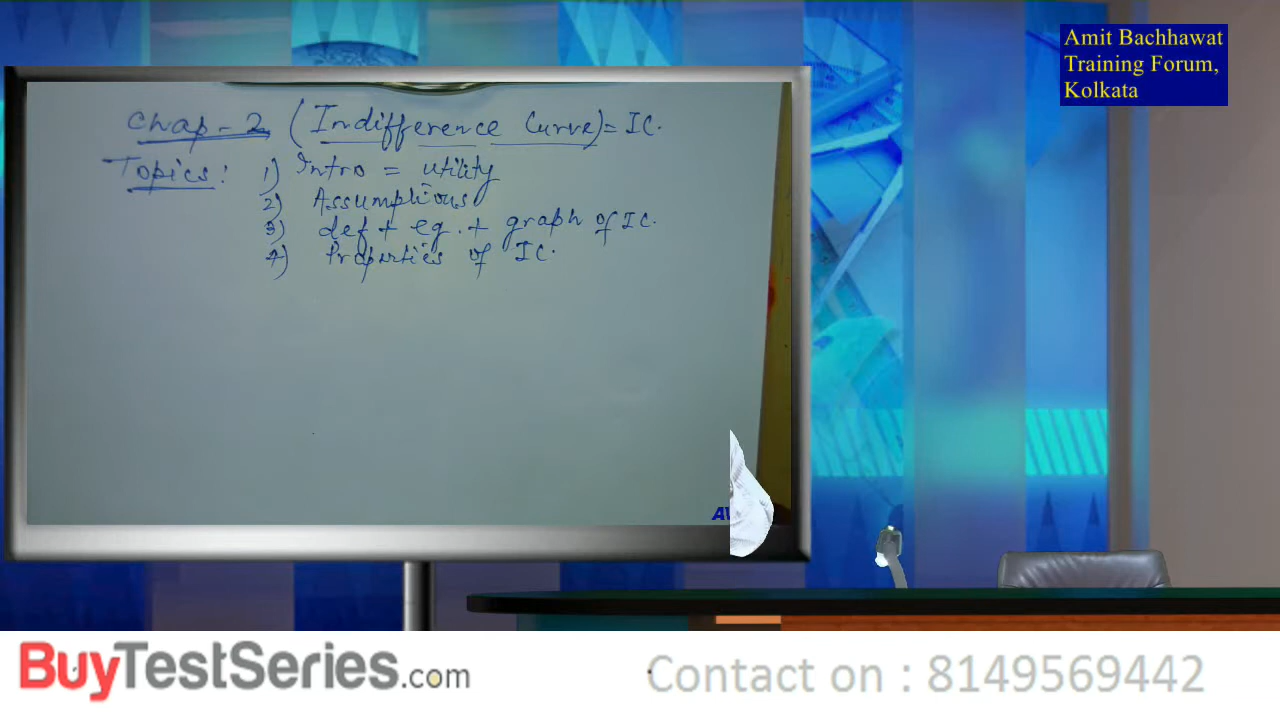 Amit Bachhawat
Training Forum,
Kolkata
Chap-2 (Indifference Curve) = IC.
Topics: 1) Intro = utility
2) Assumptions
3) def + eq. + graph of IC.
4) Properties of IC.
BuyTestSeries.com
Contact on : 8149569442